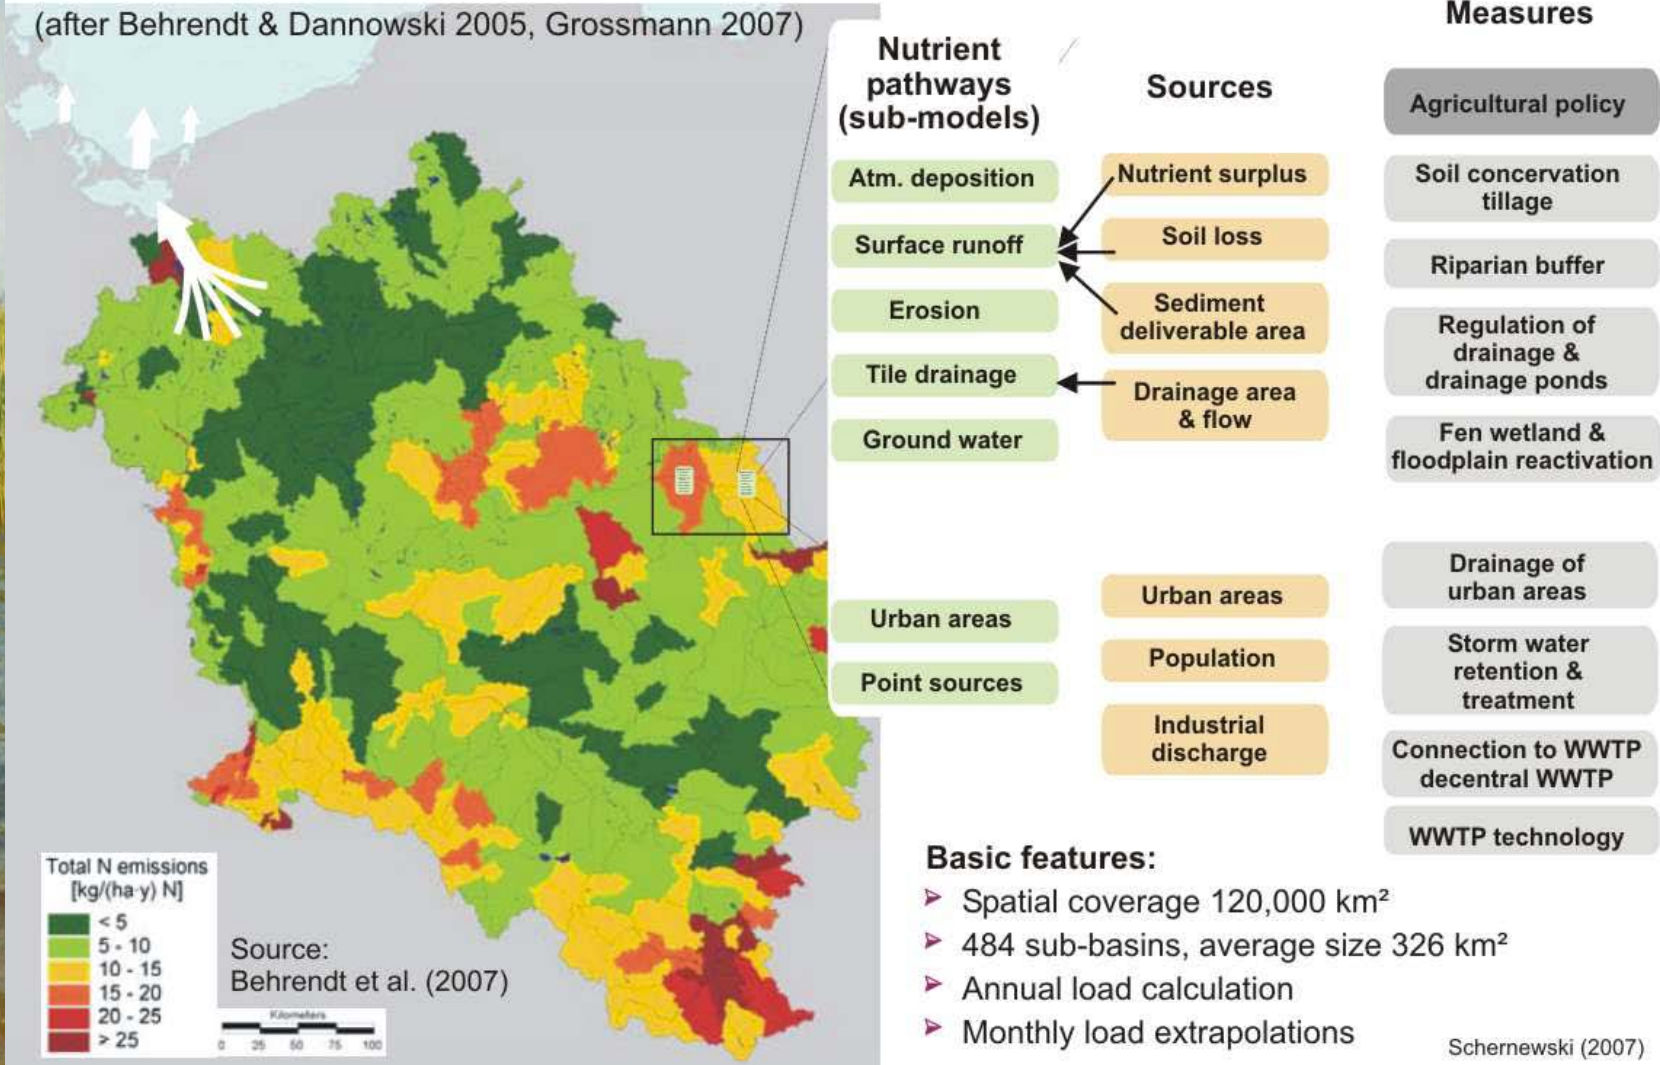 (after Behrendt & Dannowski 2005, Grossmann 2007)
Nutrient
pathways
(sub-models)
Atm. deposition
Surface runoff
Erosion
Tile drainage
Ground water
Urban areas
Point sources
Sources
Nutrient surplus
Soil loss
Sediment
deliverable area
Drainage area
& flow
Urban areas
Population
Industrial
discharge
Measures
Agricultural policy
Soil concervation
tillage
Riparian buffer
Regulation of
drainage &
drainage ponds
Fen wetland &
floodplain reactivation
Drainage of
urban areas
Storm water
retention &
treatment
Connection to WWTP
decentral WWTP
WWTP technology
Total N emissions
[kg/(ha·y) N]
< 5
5 - 10
10 - 15
15 - 20
20 - 25
> 25
Source:
Behrendt et al. (2007)
Kilometers
0 25 50 75 100
Basic features:
Spatial coverage 120,000 km²
484 sub-basins, average size 326 km²
Annual load calculation
Monthly load extrapolations
Schernewski (2007)